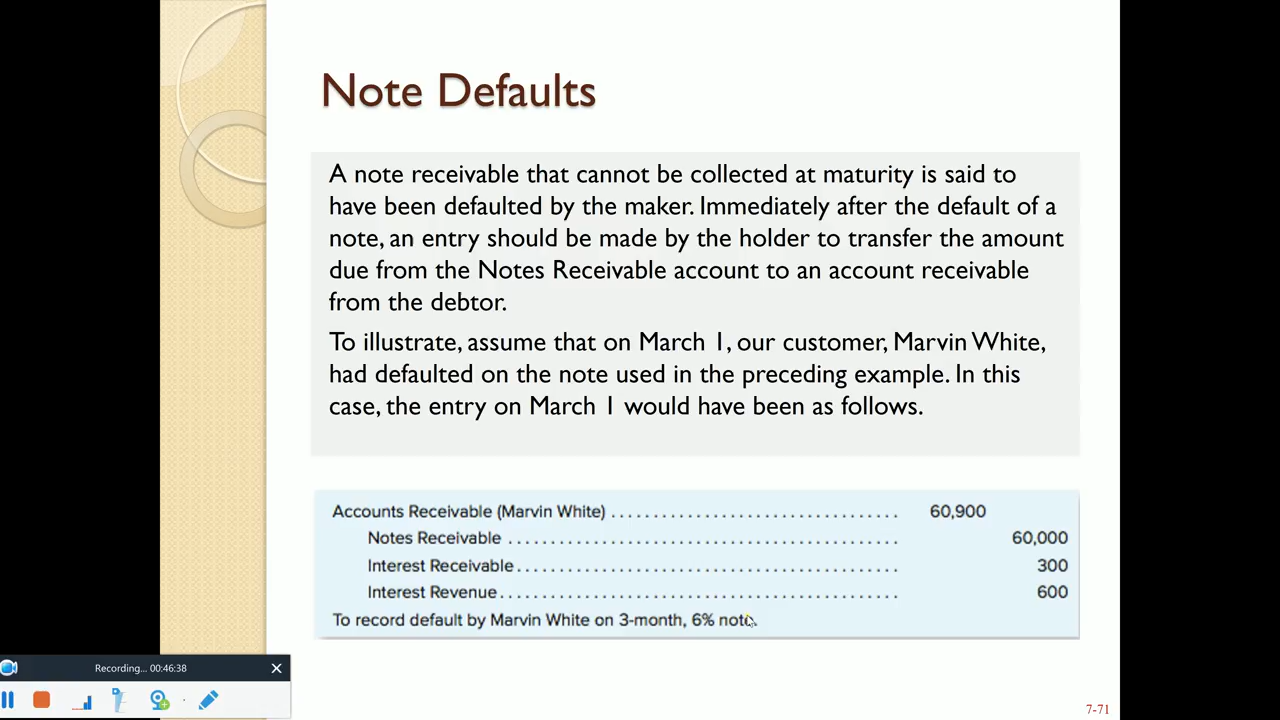 Note Defaults
A note receivable that cannot be collected at maturity is said to
have been defaulted by the maker. Immediately after the default of a
note, an entry should be made by the holder to transfer the amount
due from the Notes Receivable account to an account receivable
from the debtor.
To illustrate, assume that on March 1, our customer, Marvin White,
had defaulted on the note used in the preceding example. In this
case, the entry on March 1 would have been as follows.
Accounts Receivable (Marvin White) .................................. 60,900
Notes Receivable ............................................... 60,000
Interest Receivable.............................................. 300
Interest Revenue................................................ 600
To record default by Marvin White on 3-month, 6% note.
Recording... 00:46:38
7-71